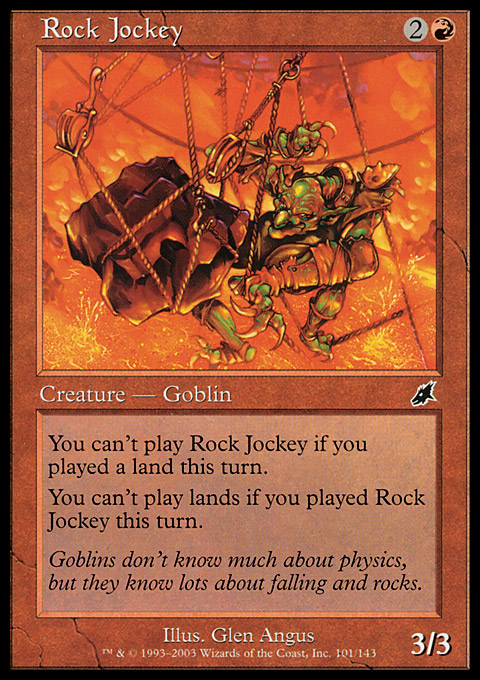 Rock Jockey 2
Creature — Goblin
You can't play Rock Jockey if you
played a land this turn.
You can't play lands if you played Rock
Jockey this turn.
Goblins don't know much about physics,
but they know lots about falling and rocks.
Illus. Glen Angus
™ & © 1993–2003 Wizards of the Coast, Inc. 101/143
3/3